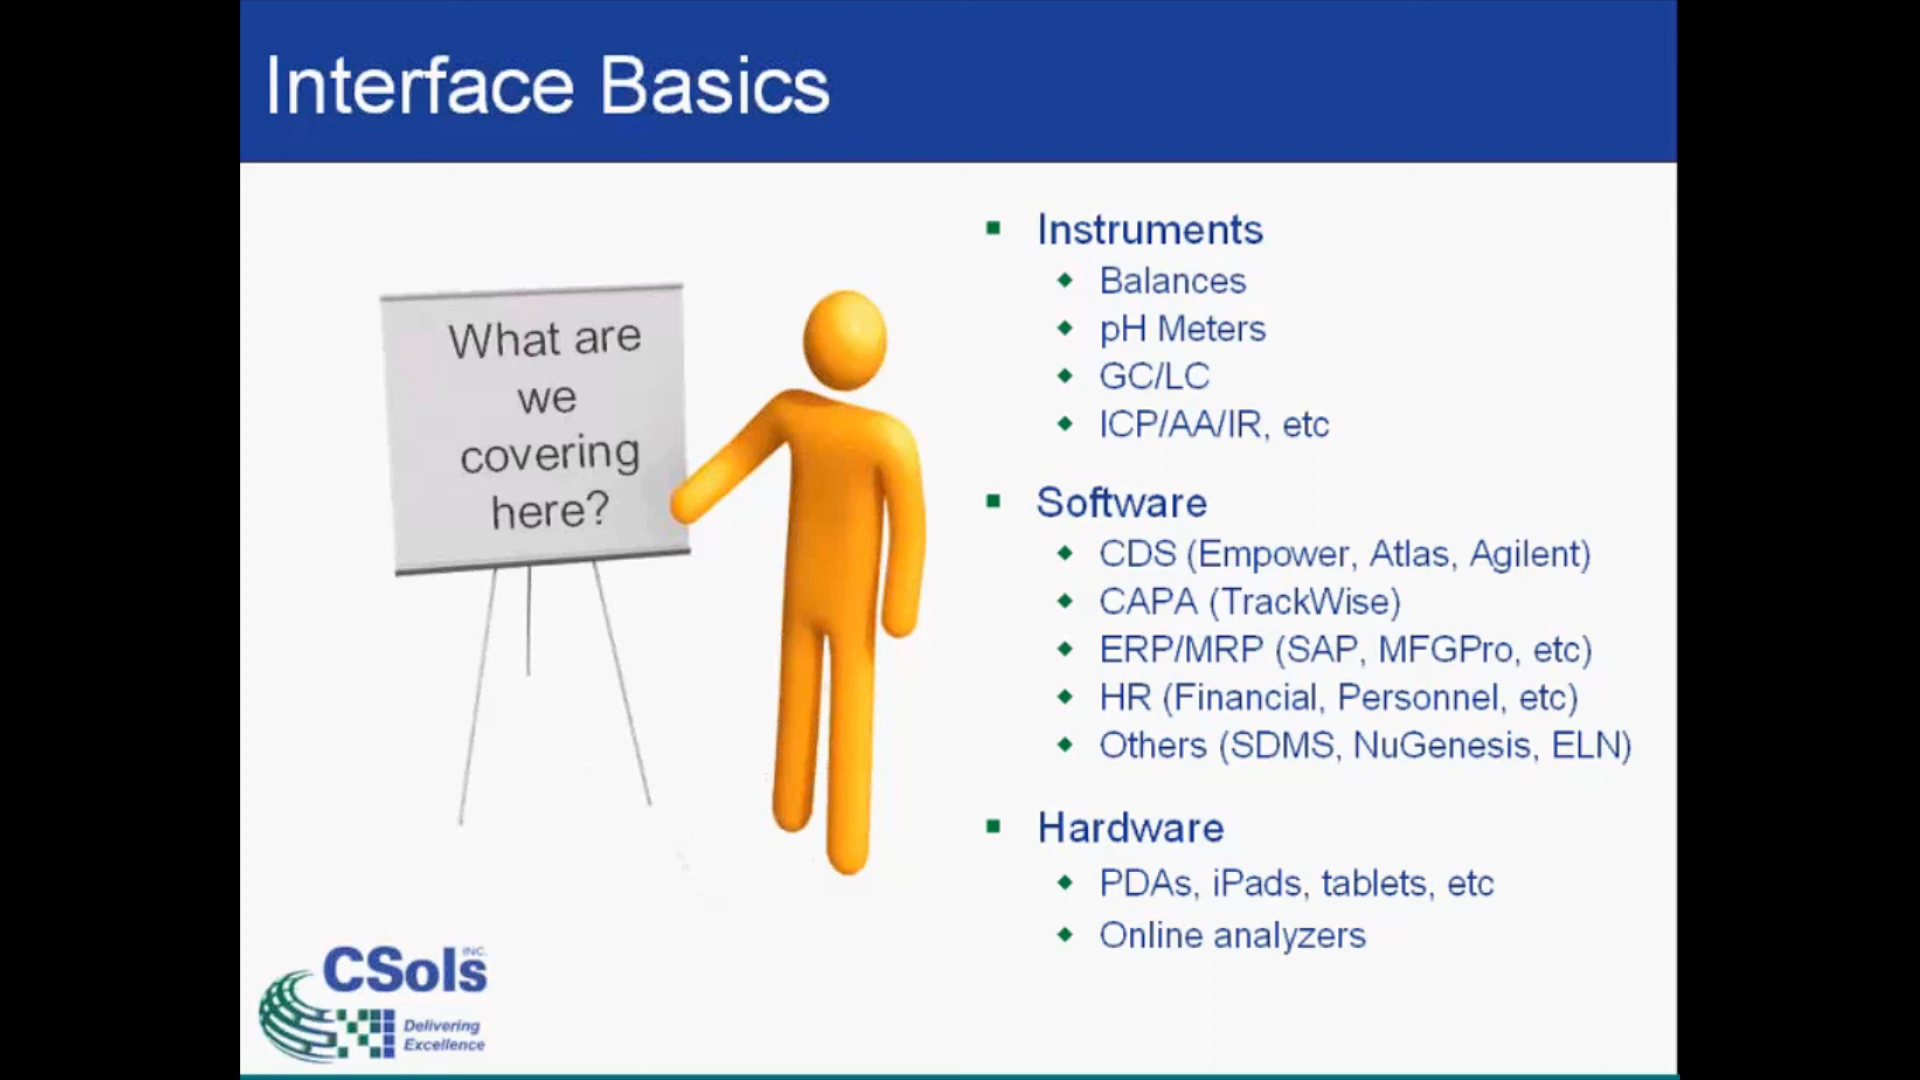 Interface Basics
What are
we
covering
here?
Instruments
Balances
pH Meters
GC/LC
ICP/AA/IR, etc
Software
CDS (Empower, Atlas, Agilent)
CAPA (TrackWise)
ERP/MRP (SAP, MFGPro, etc)
HR (Financial, Personnel, etc)
Others (SDMS, NuGenesis, ELN)
Hardware
PDAs, iPads, tablets, etc
Online analyzers
CSols INC.
Delivering
Excellence